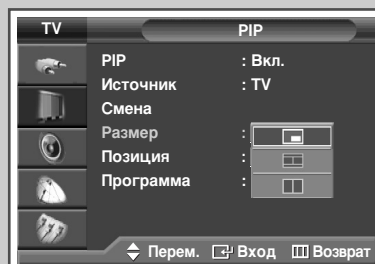 TV PIP
PIP : Вкл.
Источник : TV
Смена
Размер :
Позиция :
Программа :
Перем. Вход Возврат